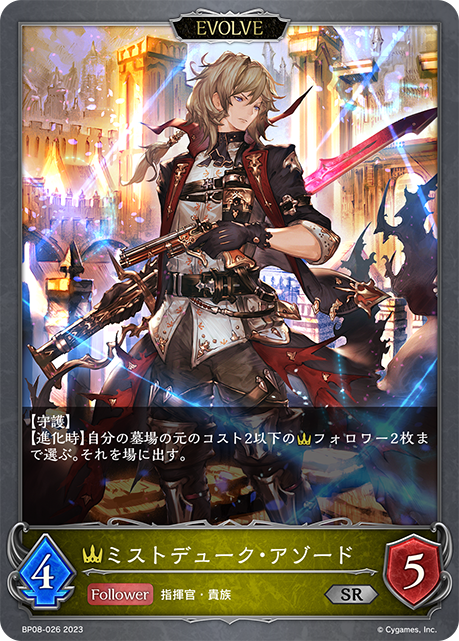 EVOLVE
【守護】
【進化時】自分の墓場の元のコスト2以下のフォロワー2枚ま
で選ぶ。それを場に出す。
ミストデューク・アゾード
4
Follower 指揮官・貴族 SR
5
BP08-026 2023 © Cygames, Inc.